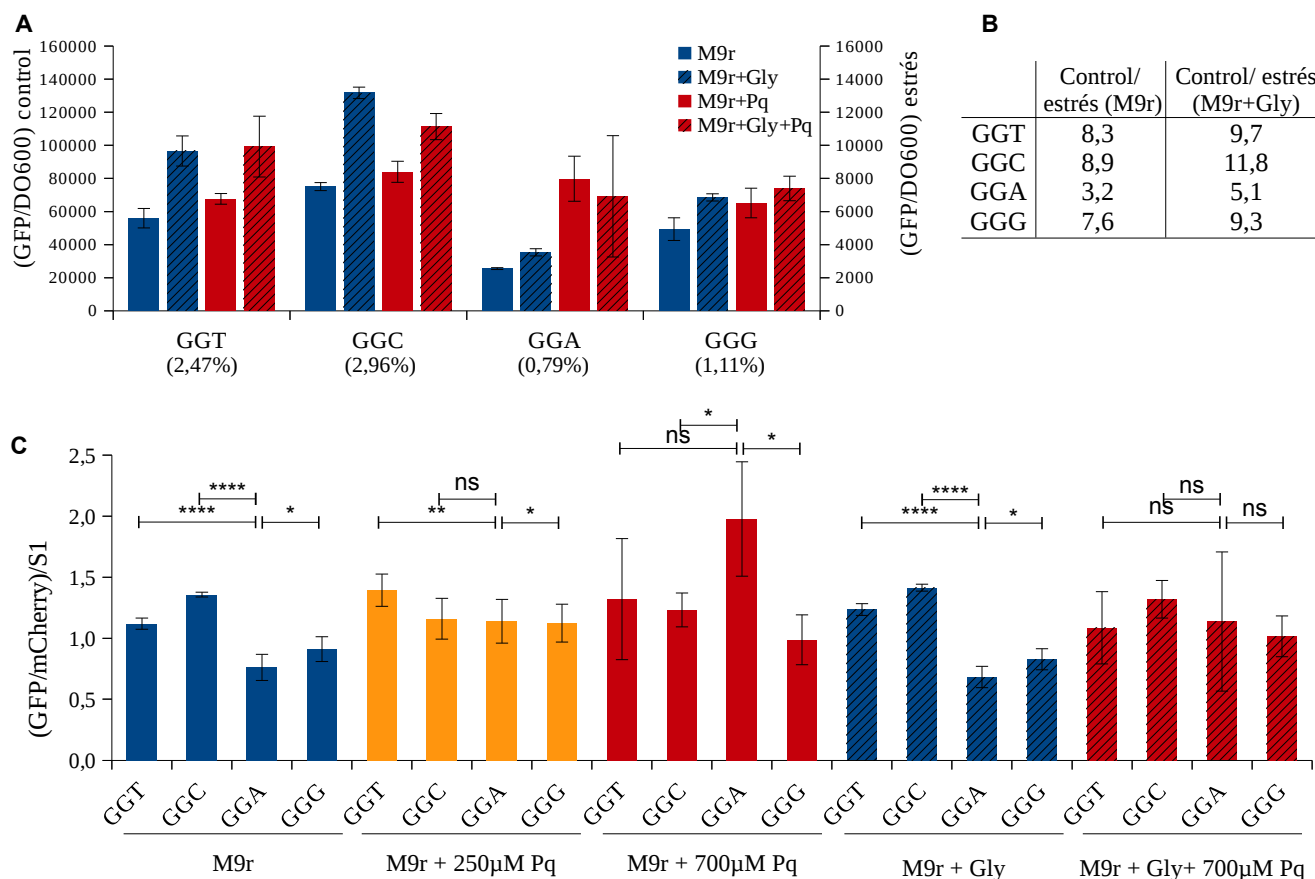 A
(GFP/DO600) control
160000
140000
120000
100000
80000
60000
40000
20000
0
M9r
M9r+Gly
M9r+Pq
M9r+Gly+Pq
16000
14000
12000
10000
8000
6000
4000
2000
0
(GFP/DO600) estrés
GGT GGC GGA GGG
(2,47%) (2,96%) (0,79%) (1,11%)
B
Control/ estrés (M9r) Control/ estrés (M9r+Gly)
GGT 8,3 9,7
GGC 8,9 11,8
GGA 3,2 5,1
GGG 7,6 9,3
C
(GFP/mCherry)/S1
2,5
2,0
1,5
1,0
0,5
0,0
**** **** *
ns ** *
* ns *
**** **** *
ns ns ns
GGT GGC GGA GGG GGT GGC GGA GGG GGT GGC GGA GGG GGT GGC GGA GGG GGT GGC GGA GGG
M9r M9r + 250µM Pq M9r + 700µM Pq M9r + Gly M9r + Gly+ 700µM Pq